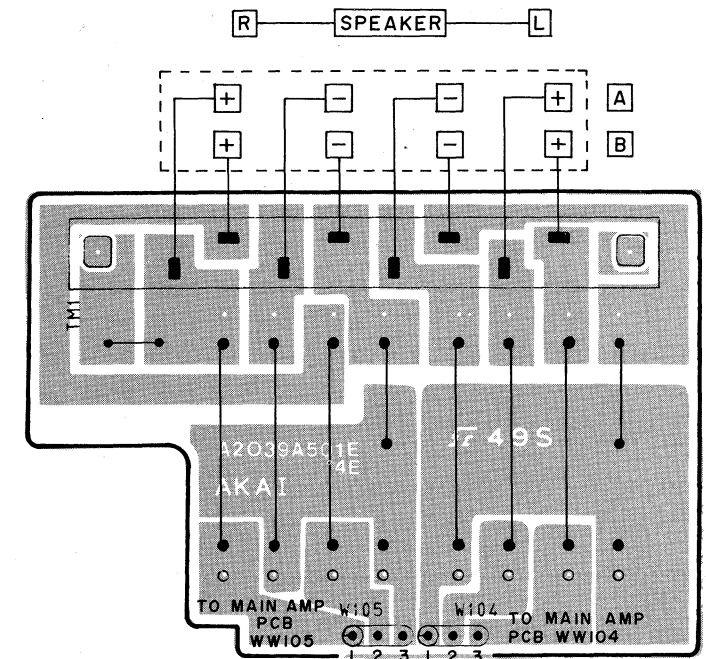 R SPEAKER L
+ − − + A
+ − − + B
TM1
A2039A501E
4E
49S
AKAI
TO MAIN AMP
PCB
WW105
W105
W104
TO MAIN AMP
PCB WW104
1 2 3 1 2 3